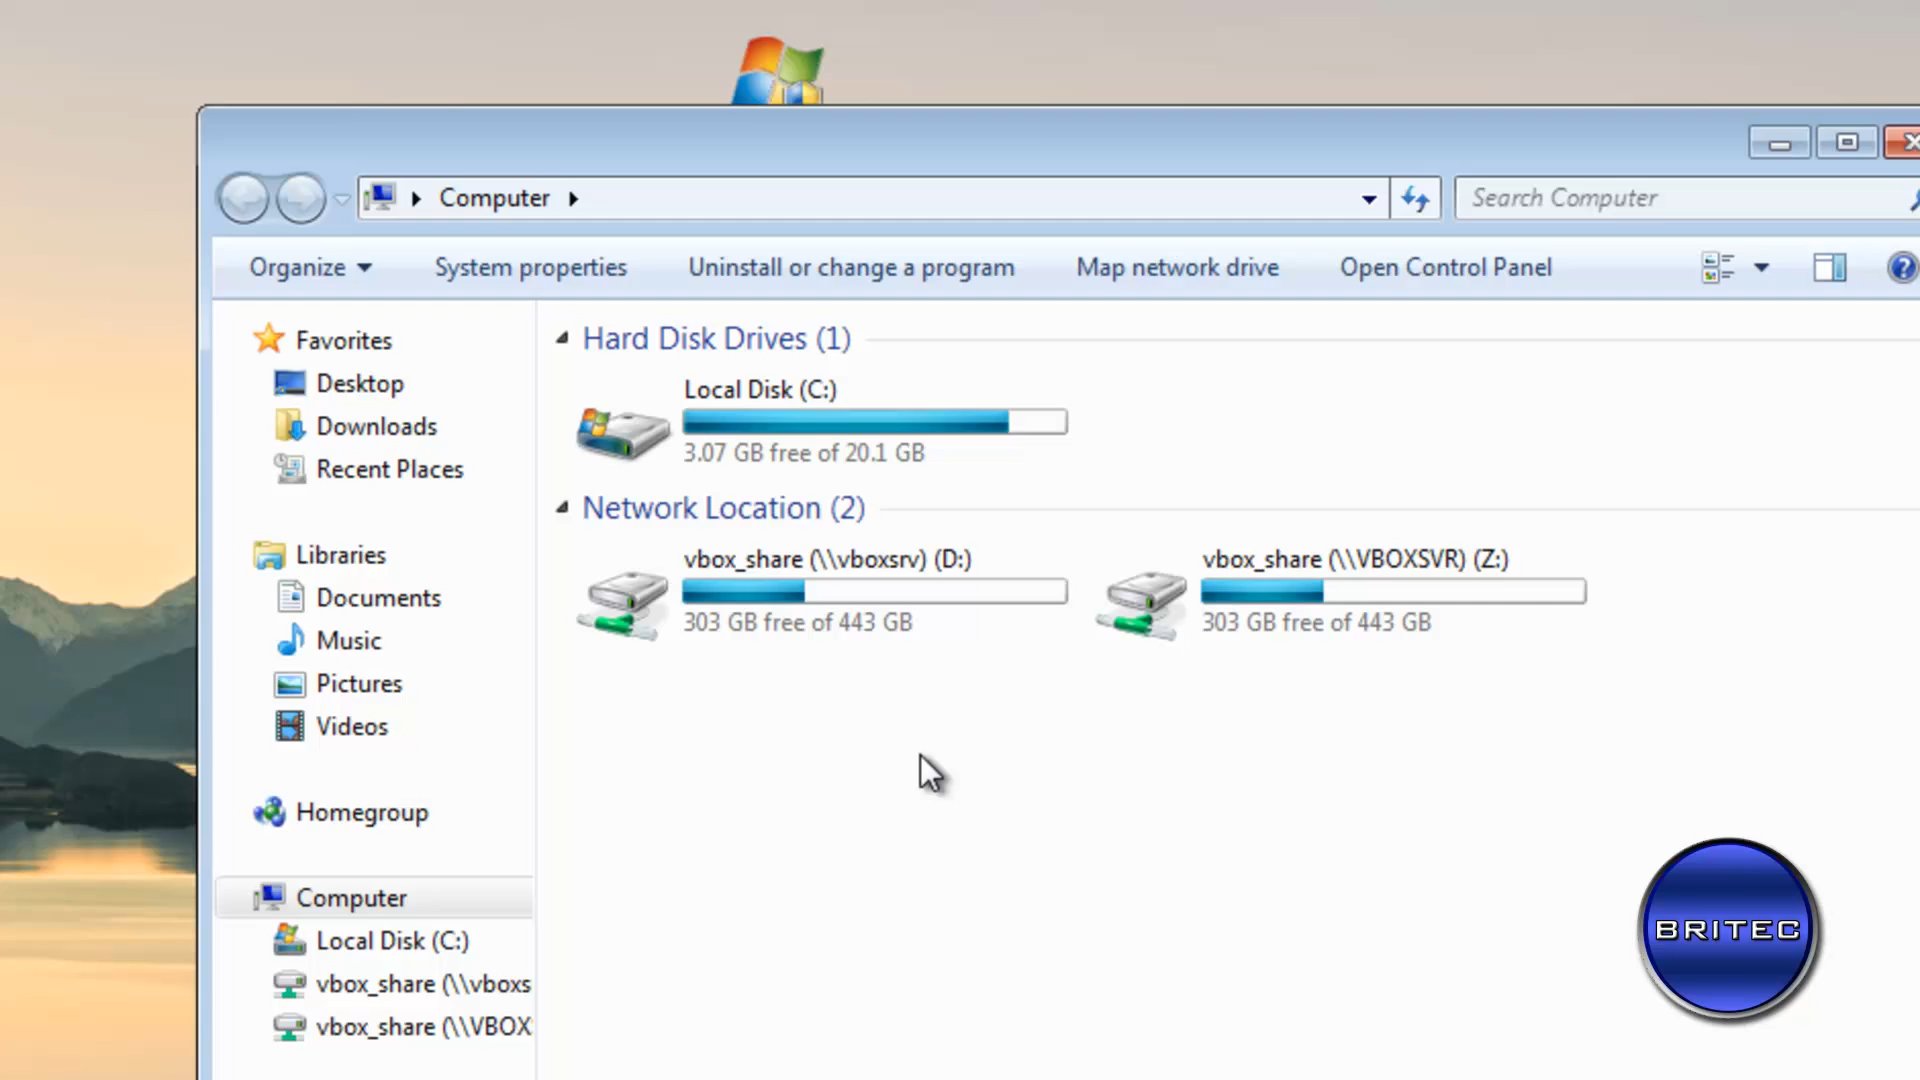 Computer
Search Computer
Organize
System properties
Uninstall or change a program
Map network drive
Open Control Panel
Favorites
Desktop
Downloads
Recent Places
Libraries
Documents
Music
Pictures
Videos
Homegroup
Computer
Local Disk (C:)
vbox_share (\\vboxs
vbox_share (\\VBOX
Hard Disk Drives (1)
Local Disk (C:)
3.07 GB free of 20.1 GB
Network Location (2)
vbox_share (\\vboxsrv) (D:)
303 GB free of 443 GB
vbox_share (\\VBOXSVR) (Z:)
303 GB free of 443 GB
BRITEC